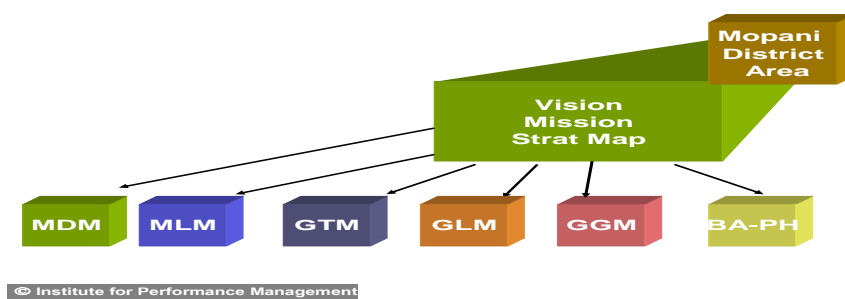 Mopani
District
Area
Vision
Mission
Strat Map
MDM
MLM
GTM
GLM
GGM
BA-PH
© Institute for Performance Management